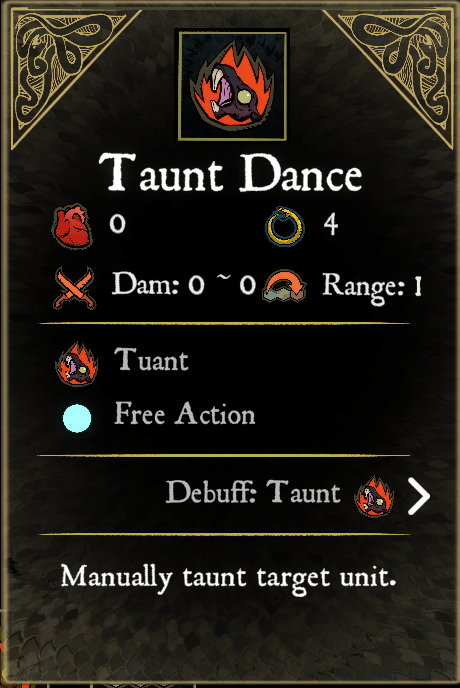 Taunt Dance
0 4
Dam: 0 ~ 0 Range: 1
Tuant
Free Action
Debuff: Taunt
Manually taunt target unit.